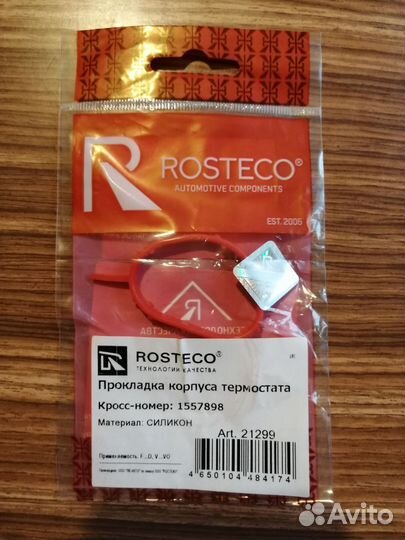 ROSTECO®
AUTOMOTIVE COMPONENTS
EST. 2005
ROSTECO®
ТЕХНОЛОГИИ КАЧЕСТВА
Прокладка корпуса термостата
Кросс-номер: 1557898
Материал: СИЛИКОН
Art. 21299
Применяемость:
4 650104 484174
Avito